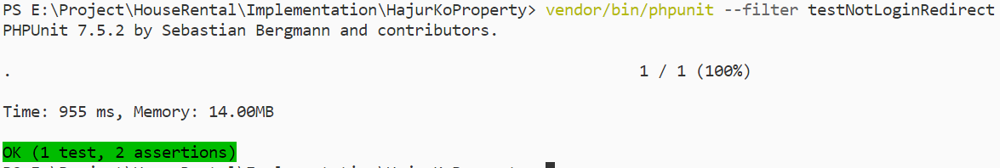 PS E:\Project\HouseRental\Implementation\HajurKoProperty> vendor/bin/phpunit --filter testNotLoginRedirect
PHPUnit 7.5.2 by Sebastian Bergmann and contributors.
. 1 / 1 (100%)
Time: 955 ms, Memory: 14.00MB
OK (1 test, 2 assertions)